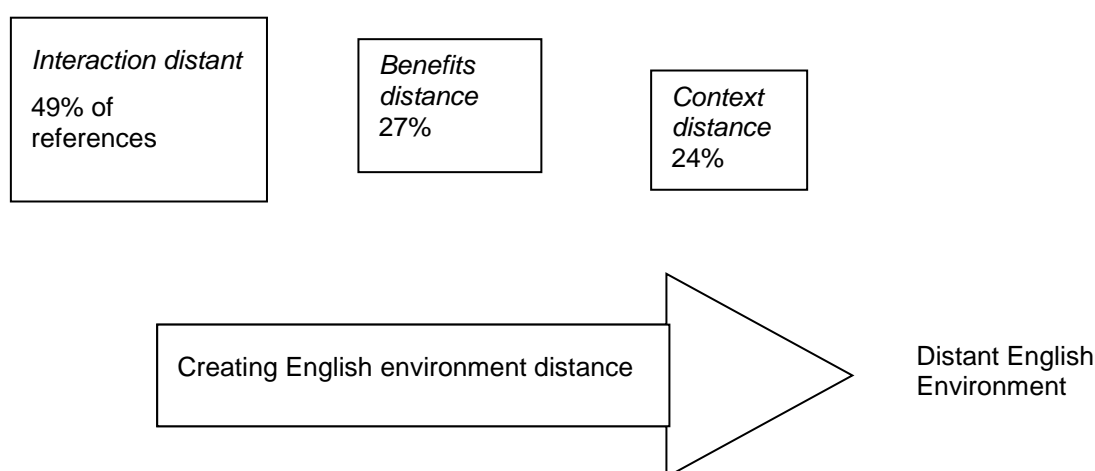 Interaction distant
49% of
references
Benefits
distance
27%
Context
distance
24%
Creating English environment distance
Distant English
Environment